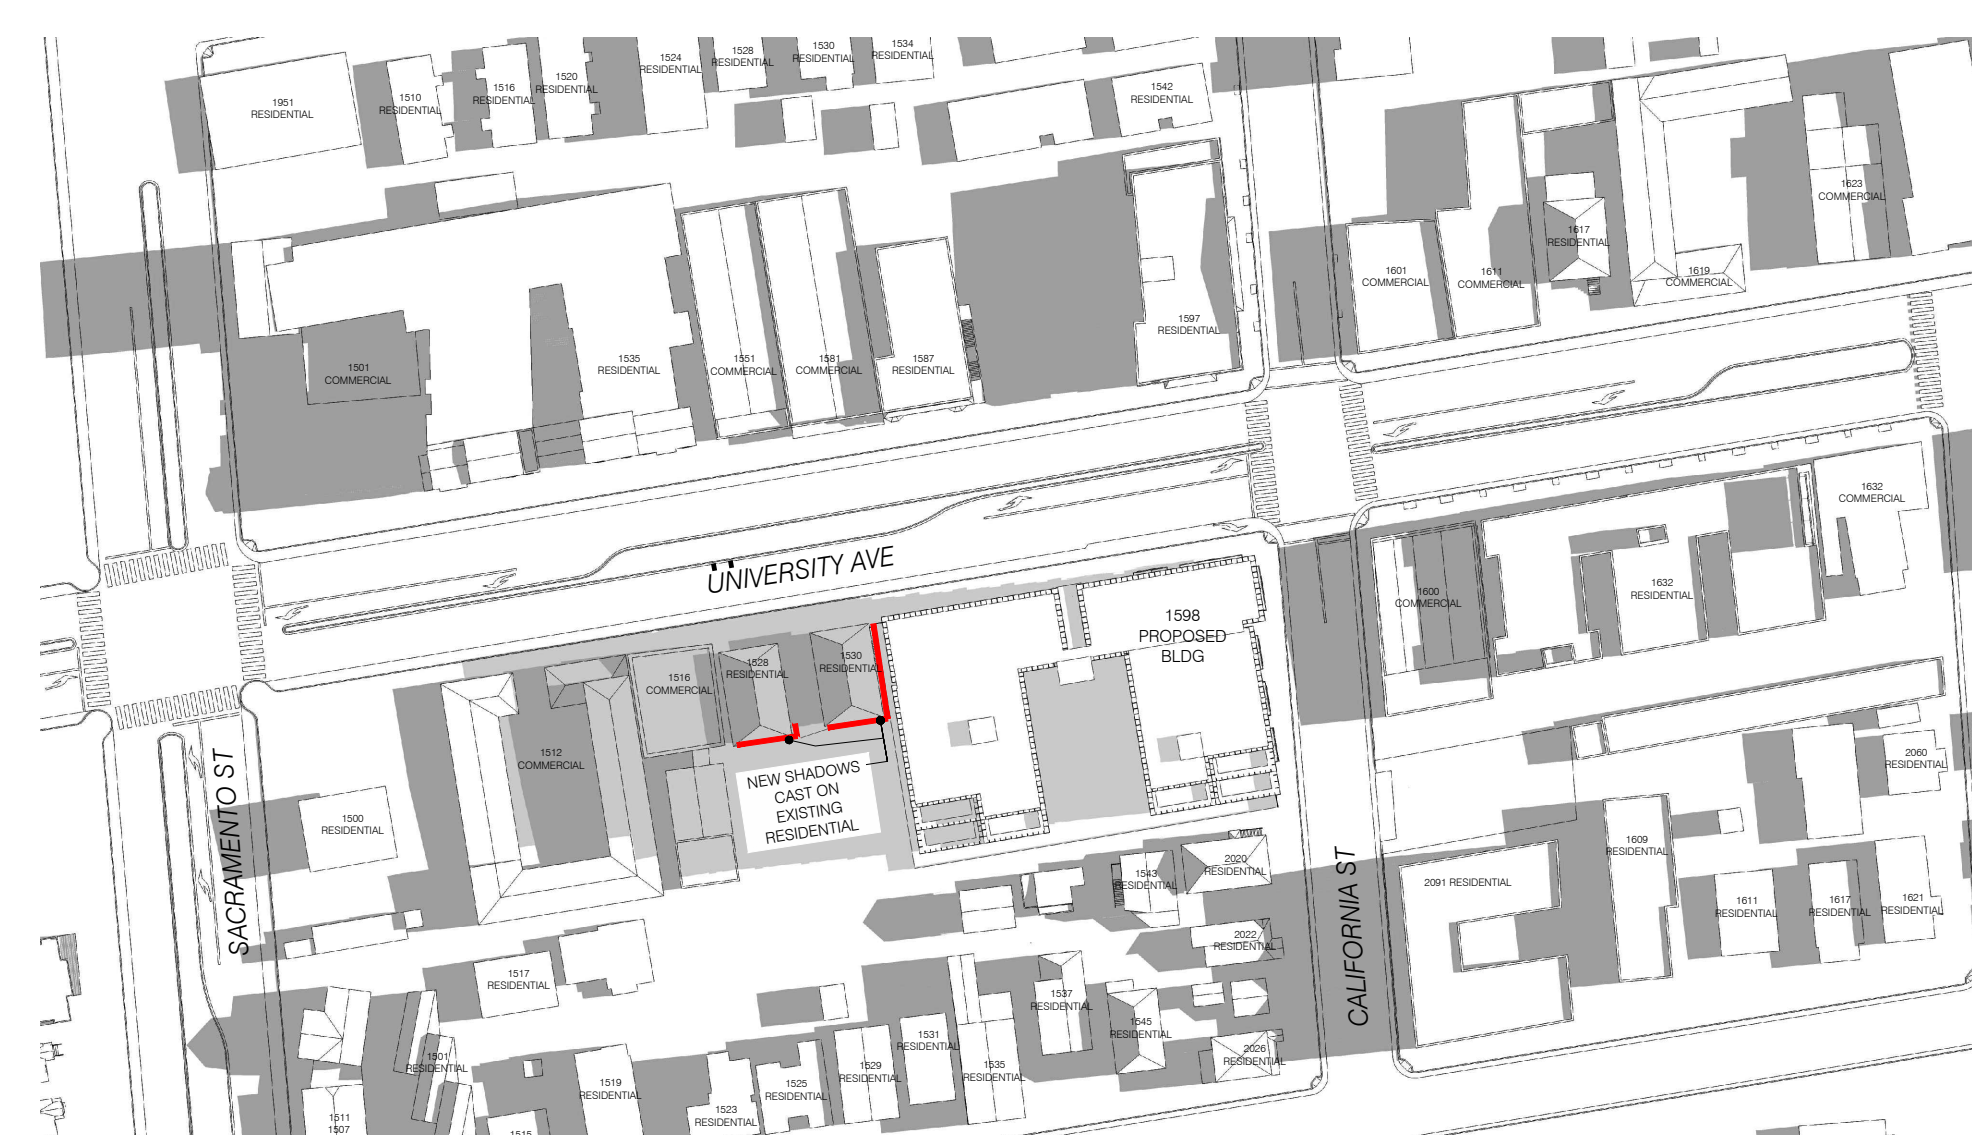 1534
RESIDENTIAL
1530
RESIDENTIAL
1528
RESIDENTIAL
1524
RESIDENTIAL
1520
RESIDENTIAL
1516
RESIDENTIAL
1510
RESIDENTIAL
1951
RESIDENTIAL
1542
RESIDENTIAL
1623
COMMERCIAL
1617
RESIDENTIAL
1601
COMMERCIAL
1611
COMMERCIAL
1619
COMMERCIAL
1597
RESIDENTIAL
1501
COMMERCIAL
1535
RESIDENTIAL
1551
COMMERCIAL
1581
COMMERCIAL
1587
RESIDENTIAL
1632
COMMERCIAL
UNIVERSITY AVE
1600
COMMERCIAL
1632
RESIDENTIAL
1598
PROPOSED
BLDG
1530
RESIDENTIAL
1528
RESIDENTIAL
1516
COMMERCIAL
1512
COMMERCIAL
NEW SHADOWS
CAST ON
EXISTING
RESIDENTIAL
2060
RESIDENTIAL
1500
RESIDENTIAL
SACRAMENTO ST
CALIFORNIA ST
1609
RESIDENTIAL
2020
RESIDENTIAL
1543
RESIDENTIAL
2091 RESIDENTIAL
1611
RESIDENTIAL
1617
RESIDENTIAL
1621
RESIDENTIAL
2022
RESIDENTIAL
1517
RESIDENTIAL
1537
RESIDENTIAL
1545
RESIDENTIAL
2026
RESIDENTIAL
1531
RESIDENTIAL
1529
RESIDENTIAL
1535
RESIDENTIAL
1501
RESIDENTIAL
1519
RESIDENTIAL
1525
RESIDENTIAL
1523
RESIDENTIAL
1511
1507
1515